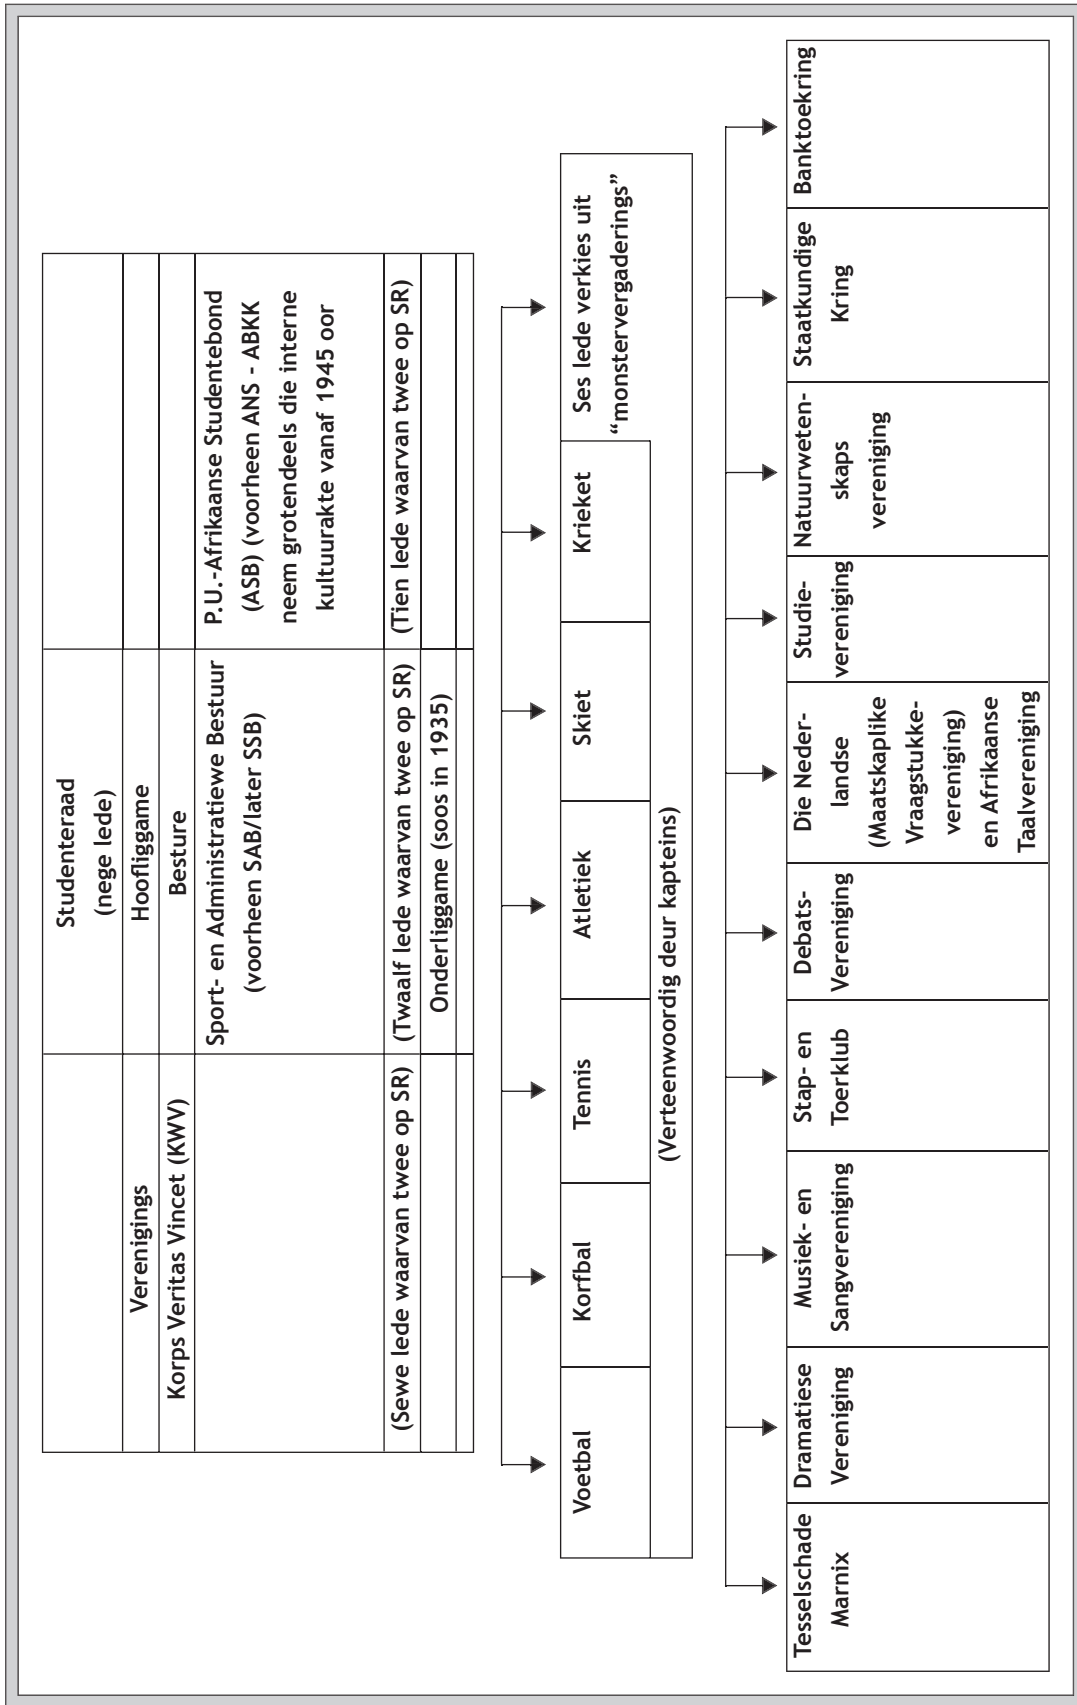 Studenteraad
(nege lede)
Verenigings
Hoofliggame
Korps Veritas Vincet (KWV)
Besture
Sport- en Administratiewe Bestuur
(voorheen SAB/later SSB)
P.U.-Afrikaanse Studentebond
(ASB) (voorheen ANS - ABKK
neem grotendeels die interne
kultuurakte vanaf 1945 oor
(Sewe lede waarvan twee op SR)
(Twaalf lede waarvan twee op SR)
(Tien lede waarvan twee op SR)
Onderliggame (soos in 1935)
Voetbal
Korfbal
Tennis
Atletiek
Skiet
Krieket
Ses lede verkies uit
“monstervergaderings”
(Verteenwoordig deur kapteins)
Tesselschade
Marnix
Dramatiese
Vereniging
Musiek- en
Sangvereniging
Stap- en
Toerklub
Debats-
Vereniging
Die Neder-
landse
(Maatskaplike
Vraagstukke-
vereniging)
en Afrikaanse
Taalvereniging
Studie-
vereniging
Natuurweten-
skaps
vereniging
Staatkundige
Kring
Banktoekring